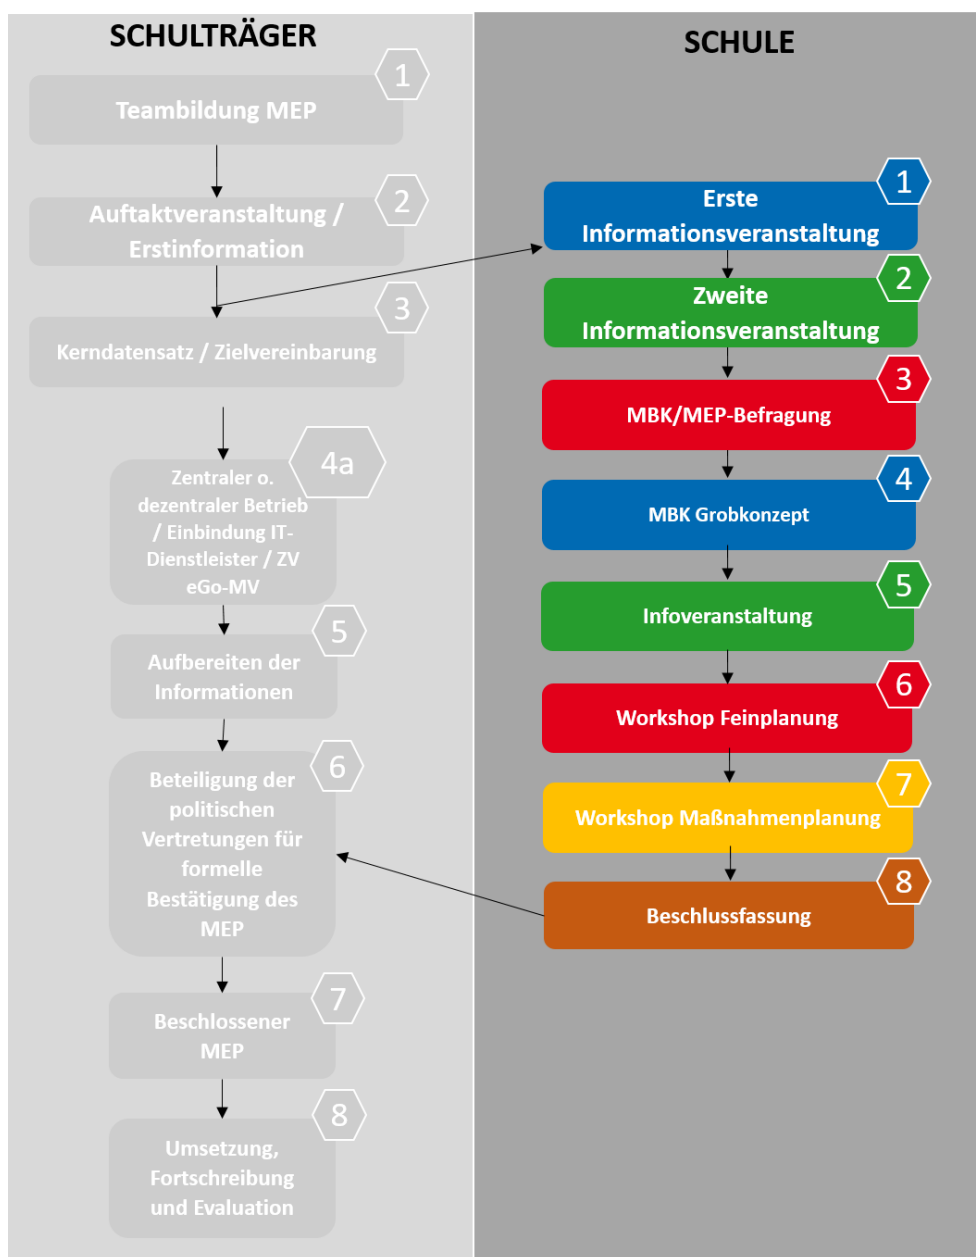 SCHULTRÄGER
1
Teambildung MEP
2
Auftaktveranstaltung /
Erstinformation
3
Kerndatensatz / Zielvereinbarung
4a
Zentraler o.
dezentraler Betrieb
/ Einbindung IT-
Dienstleister / ZV
eGo-MV
5
Aufbereiten der
Informationen
6
Beteiligung der
politischen
Vertretungen für
formelle
Bestätigung des
MEP
7
Beschlossener
MEP
8
Umsetzung,
Fortschreibung
und Evaluation
SCHULE
1
Erste
Informationsveranstaltung
2
Zweite
Informationsveranstaltung
3
MBK/MEP-Befragung
4
MBK Grobkonzept
5
Infoveranstaltung
6
Workshop Feinplanung
7
Workshop Maßnahmenplanung
8
Beschlussfassung